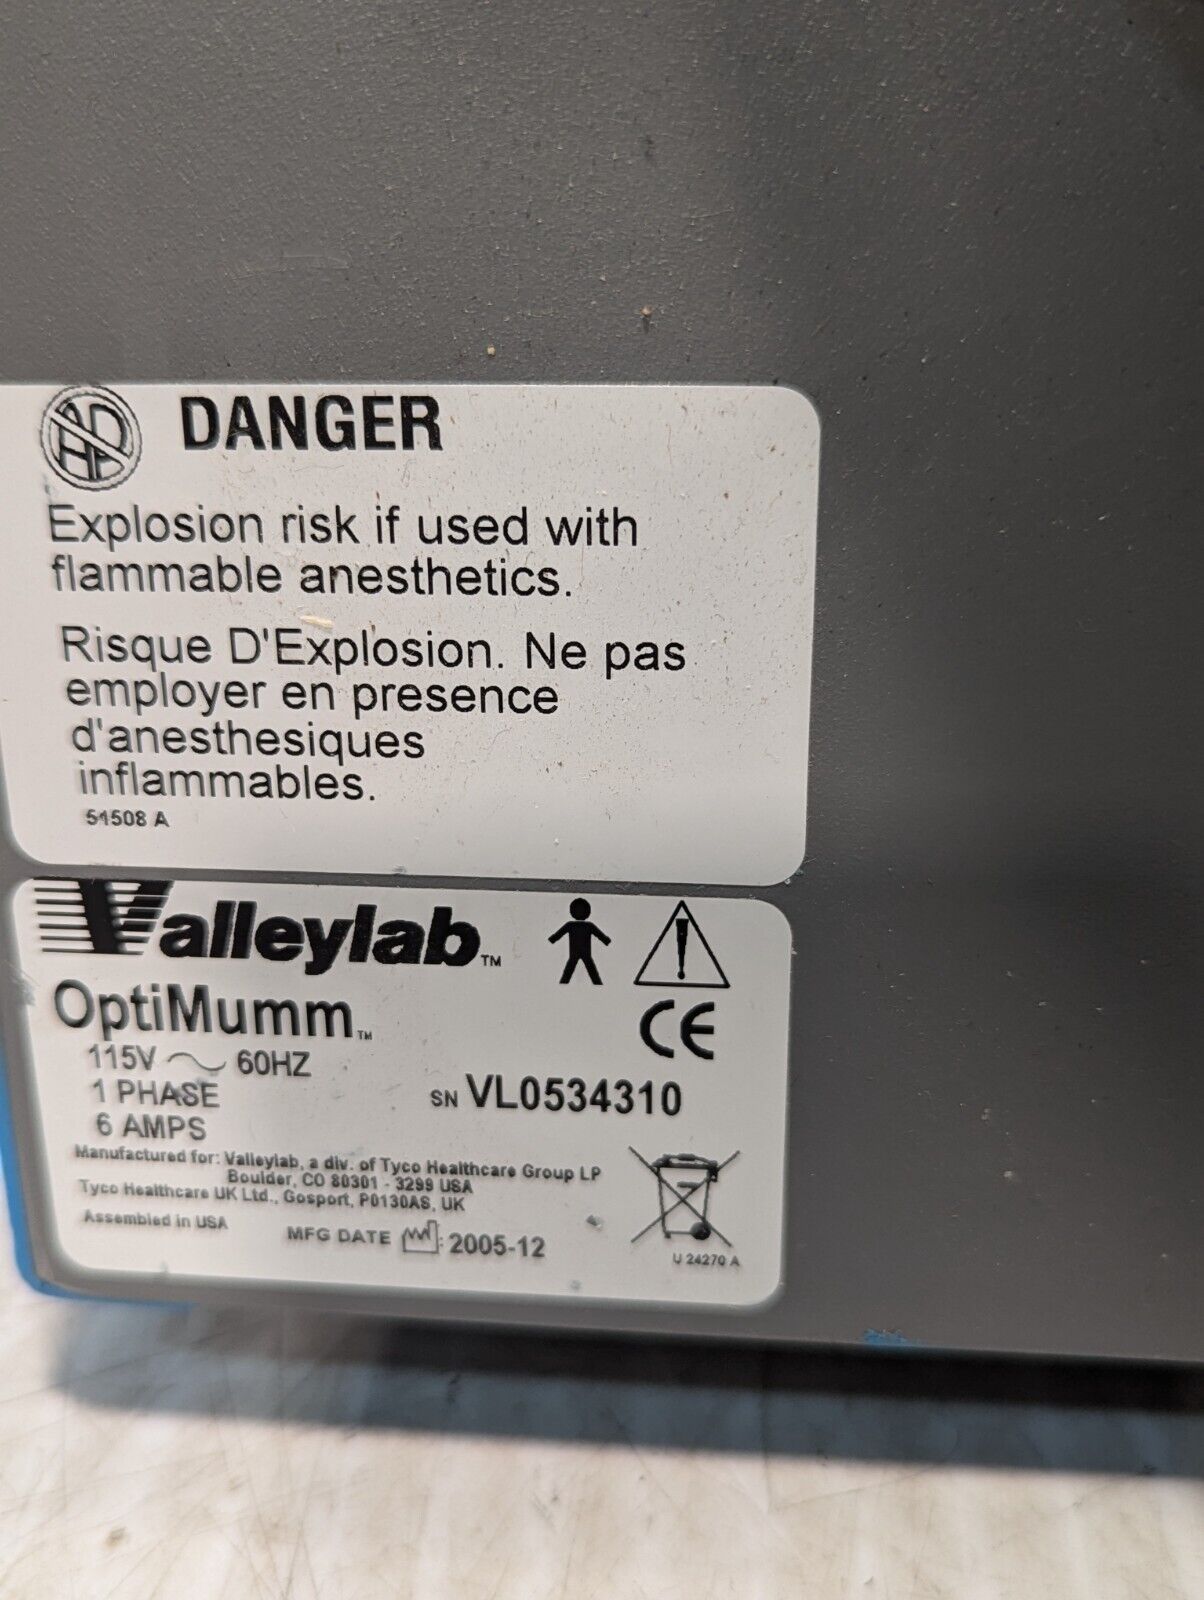 DANGER
Explosion risk if used with
flammable anesthetics.
Risque D'Explosion. Ne pas
employer en presence
d'anesthesiques
inflammables.
51508 A
Valleylab™
OptiMumm™
115V ~ 60HZ
1 PHASE
6 AMPS
SN VL0534310
CE
Manufactured for: Valleylab, a div. of Tyco Healthcare Group LP
Boulder, CO 80301 - 3299 USA
Tyco Healthcare UK Ltd., Gosport, P0130AS, UK
Assembled in USA
MFG DATE : 2005-12
U 24270 A